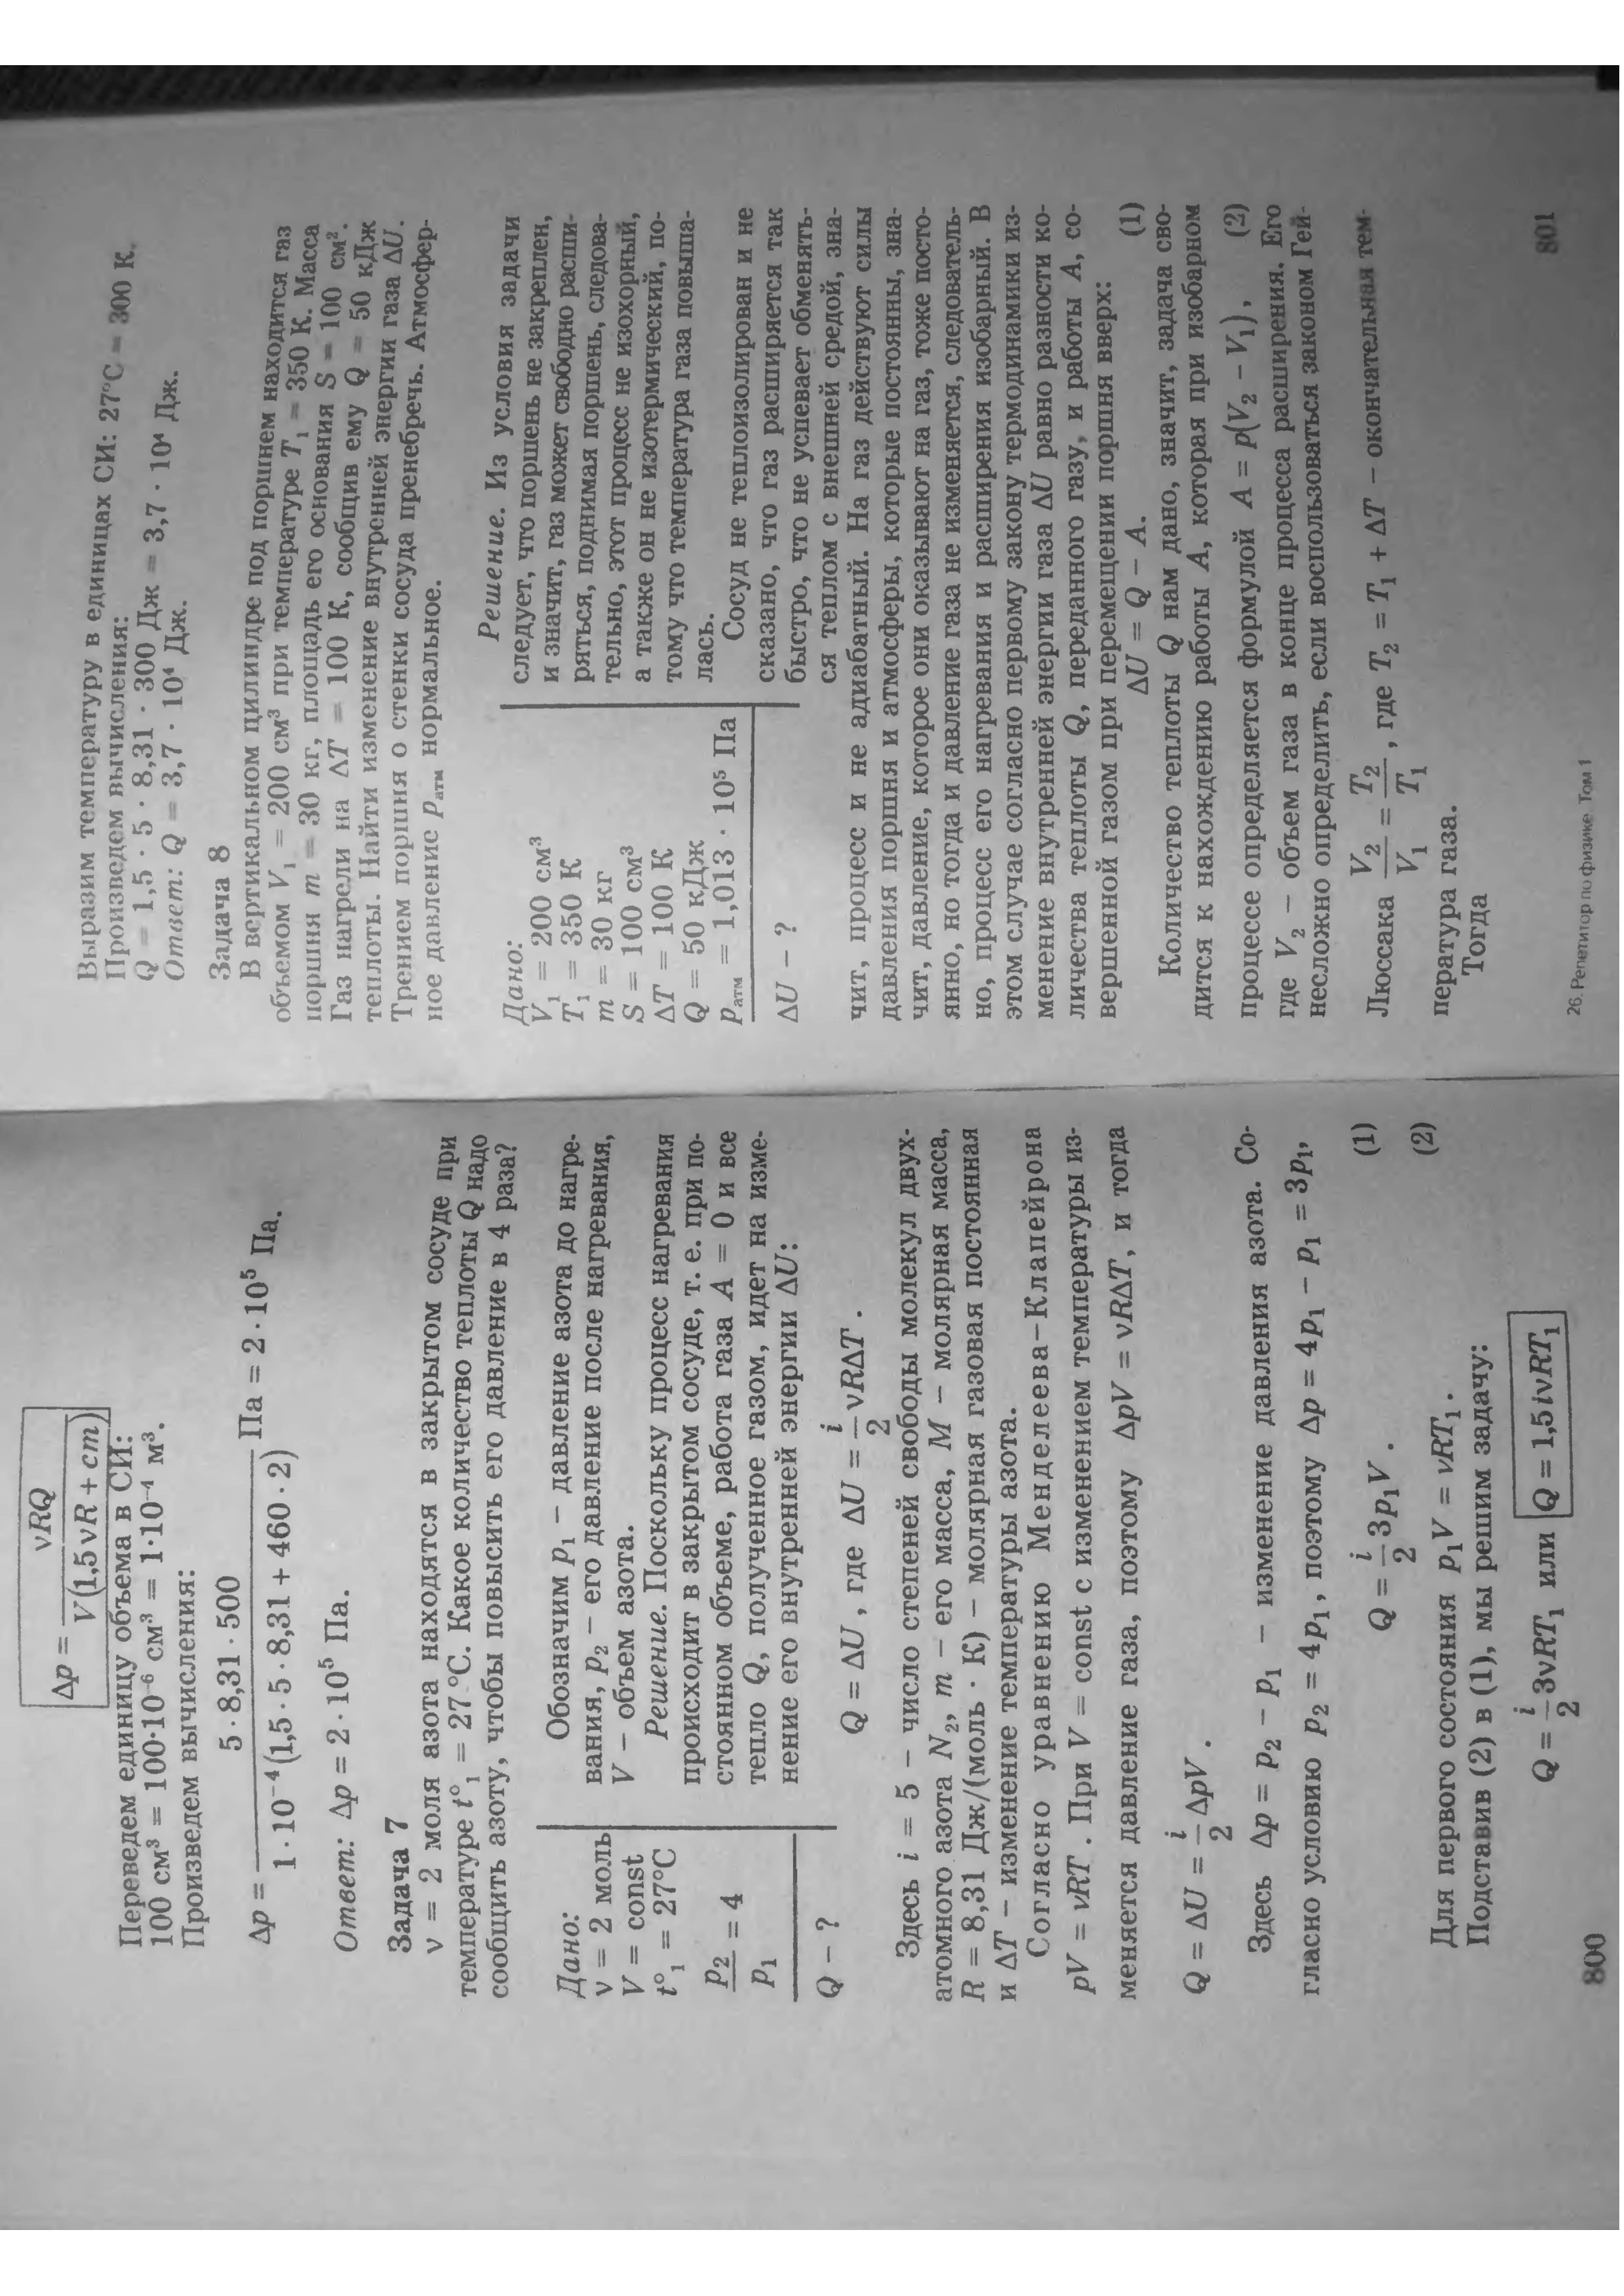 Δp = νRQ / V(1,5νR + cm)
Переведем единицу объема в СИ:
100 см³ = 100·10⁻⁶ см³ = 1·10⁻⁴ м³.
Произведем вычисления:
Δp = 5·8,31·500 / 1·10⁻⁴(1,5·5·8,31 + 460·2) Па = 2·10⁵ Па.
Ответ: Δp = 2·10⁵ Па.
Задача 7
ν = 2 моля азота находятся в закрытом сосуде при
температуре t°₁ = 27 °С. Какое количество теплоты Q надо
сообщить азоту, чтобы повысить его давление в 4 раза?
Дано:
ν = 2 моль
V = const
t°₁ = 27°С
p₂ / p₁ = 4
Q – ?
Обозначим p₁ – давление азота до нагре-
вания, p₂ – его давление после нагревания,
V – объем азота.
Решение. Поскольку процесс нагревания
происходит в закрытом сосуде, т. е. при по-
стоянном объеме, работа газа A = 0 и все
тепло Q, полученное газом, идет на изме-
нение его внутренней энергии ΔU:
Q = ΔU, где ΔU = i/2 νRΔT.
Здесь i = 5 – число степеней свободы молекул двух-
атомного азота N₂, m – его масса, M – молярная масса,
R = 8,31 Дж/(моль · К) – молярная газовая постоянная
и ΔT – изменение температуры азота.
Согласно уравнению Менделеева–Клапейрона
pV = νRT. При V = const с изменением температуры из-
меняется давление газа, поэтому ΔpV = νRΔT, и тогда
Q = ΔU = i/2 ΔpV.
Здесь Δp = p₂ – p₁ – изменение давления азота. Со-
гласно условию p₂ = 4p₁, поэтому Δp = 4p₁ – p₁ = 3p₁,
Q = i/2 3p₁V. (1)
Для первого состояния p₁V = νRT₁. (2)
Подставив (2) в (1), мы решим задачу:
Q = i/2 3νRT₁ или Q = 1,5iνRT₁
800
Выразим температуру в единицах СИ: 27°С = 300 К.
Произведем вычисления:
Q = 1,5 · 5 · 8,31 · 300 Дж = 3,7 · 10⁴ Дж.
Ответ: Q = 3,7 · 10⁴ Дж.
Задача 8
В вертикальном цилиндре под поршнем находится газ
объемом V₁ = 200 см³ при температуре T₁ = 350 К. Масса
поршня m = 30 кг, площадь его основания S = 100 см².
Газ нагрели на ΔT = 100 К, сообщив ему Q = 50 кДж
теплоты. Найти изменение внутренней энергии газа ΔU.
Трением поршня о стенки сосуда пренебречь. Атмосфер-
ное давление pатм нормальное.
Дано:
V₁ = 200 см³
T₁ = 350 К
m = 30 кг
S = 100 см³
ΔT = 100 К
Q = 50 кДж
pатм = 1,013 · 10⁵ Па
ΔU – ?
Решение. Из условия задачи
следует, что поршень не закреплен,
и значит, газ может свободно расши-
ряться, поднимая поршень, следова-
тельно, этот процесс не изохорный,
а также он не изотермический, по-
тому что температура газа повыша-
лась.
Сосуд не теплоизолирован и не
сказано, что газ расширяется так
быстро, что не успевает обменять-
ся теплом с внешней средой, зна-
чит, процесс и не адиабатный. На газ действуют силы
давления поршня и атмосферы, которые постоянны, зна-
чит, давление, которое они оказывают на газ, тоже посто-
янно, но тогда и давление газа не изменяется, следователь-
но, процесс его нагревания и расширения изобарный. В
этом случае согласно первому закону термодинамики из-
менение внутренней энергии газа ΔU равно разности ко-
личества теплоты Q, переданного газу, и работы A, со-
вершенной газом при перемещении поршня вверх:
ΔU = Q – A. (1)
Количество теплоты Q нам дано, значит, задача сво-
дится к нахождению работы A, которая при изобарном
процессе определяется формулой A = p(V₂ – V₁), (2)
где V₂ – объем газа в конце процесса расширения. Его
несложно определить, если воспользоваться законом Гей-
Люссака V₂/V₁ = T₂/T₁, где T₂ = T₁ + ΔT – окончательная тем-
пература газа.
Тогда
26. Репетитор по физике. Том 1
801